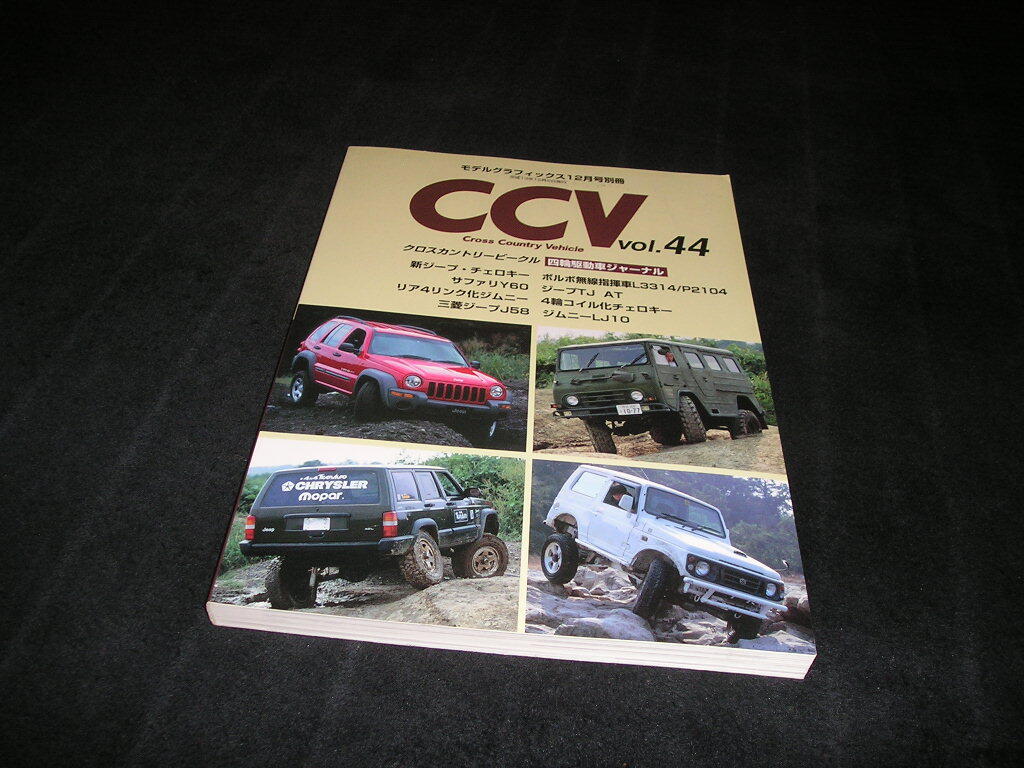 モデルグラフィックス12月号別冊
CCV vol.44
Cross Country Vehicle
クロスカントリービークル 四輪駆動車ジャーナル
新ジープ・チェロキー ボルボ無線指揮車L3314/P2104
サファリY60 ジープTJ AT
リア4リンク化ジムニー 4輪コイル化チェロキー
三菱ジープJ58 ジムニーLJ10
Jeep
10-77
CHRYSLER
Mopar.
Jeep